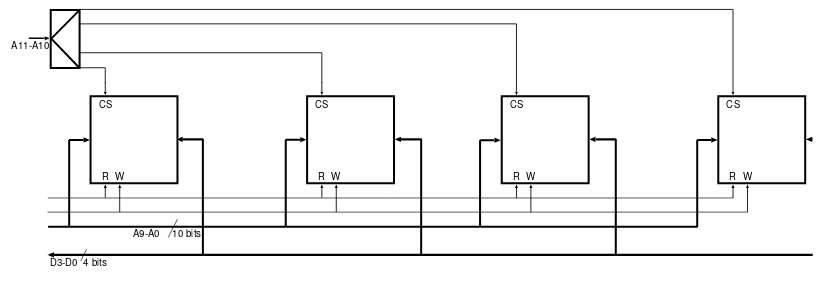 A11-A10
CS
CS
CS
CS
R W
R W
R W
R W
A9-A0 10 bits
D3-D0 4 bits